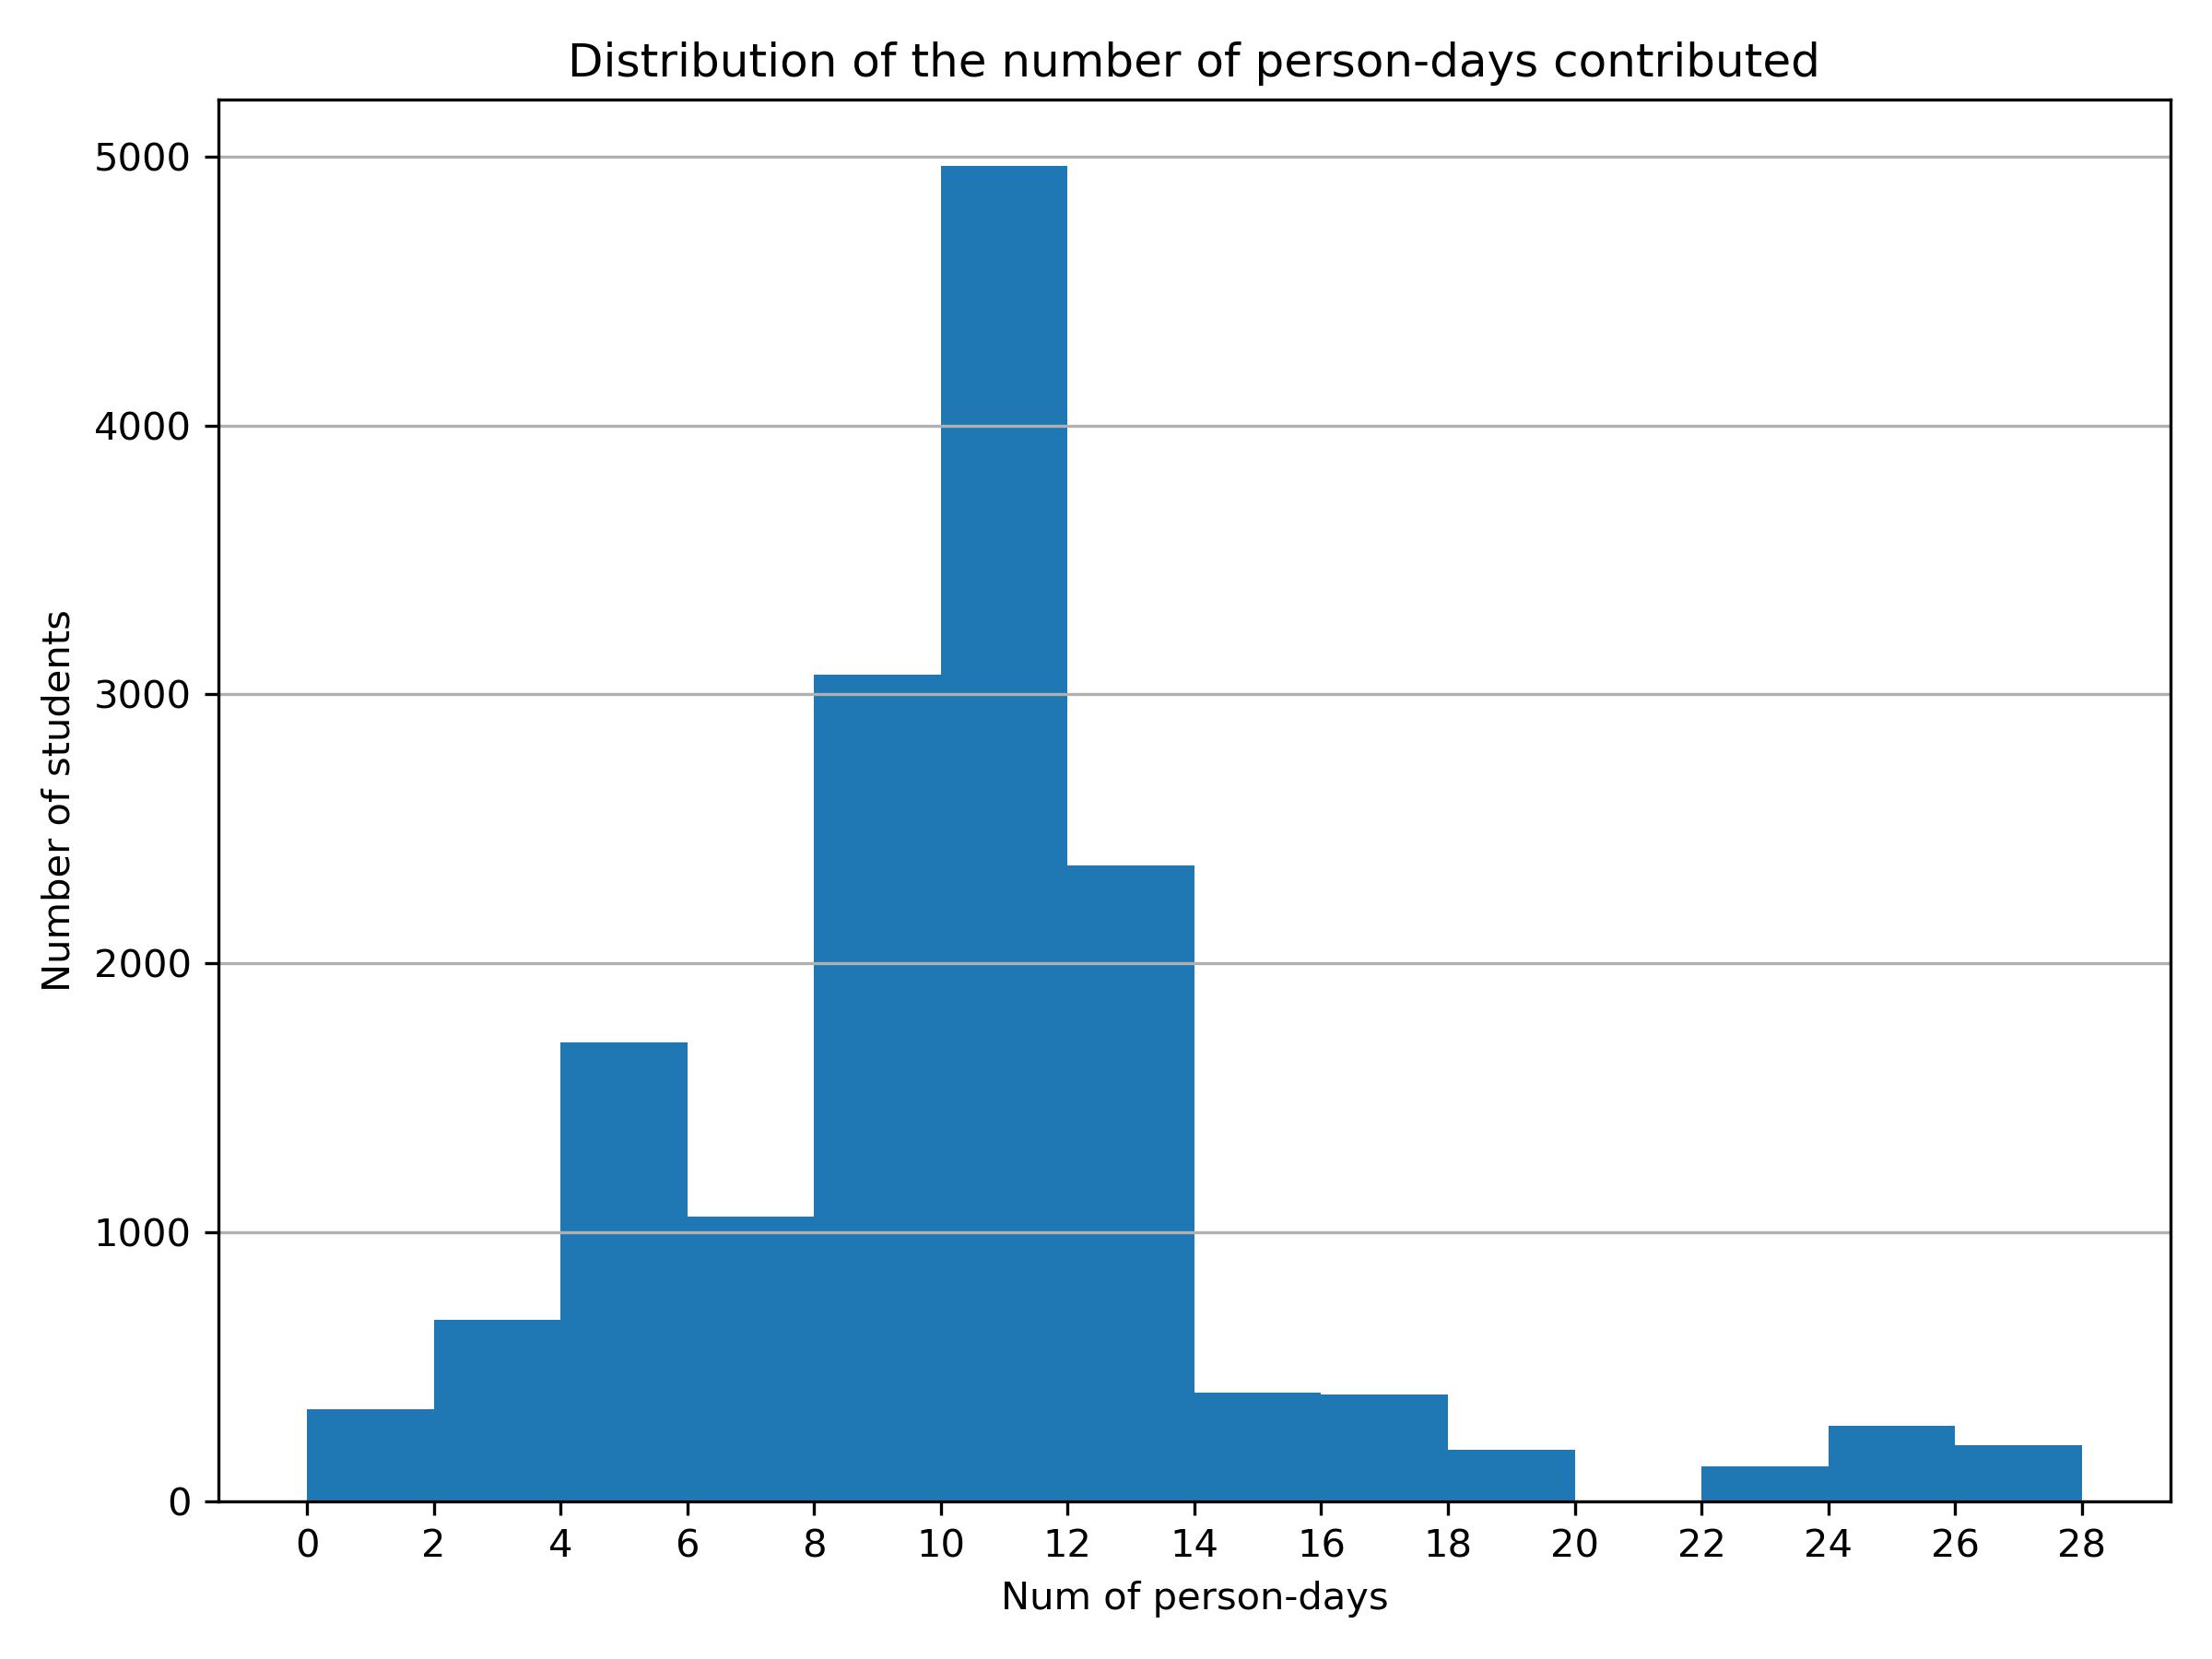 Distribution of the number of person-days contributed
Number of students
5000
4000
3000
2000
1000
0
0 2 4 6 8 10 12 14 16 18 20 22 24 26 28
Num of person-days